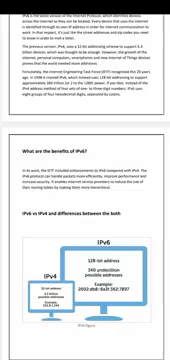 IPv6 is the sixth version of the Internet Protocol, which identifies devices
across the internet so they can be located. Every device that uses the internet
is identified through its own IP address in order for internet communication to
work. In that respect, it's just like the street addresses and zip codes you need
to know in order to mail a letter.
The previous version, IPv4, uses a 32-bit addressing scheme to support 4.3
billion devices, which was thought to be enough. However, the growth of the
internet, personal computers, smartphones and now Internet of Things devices
proves that the world needed more addresses.
Fortunately, the Internet Engineering Task Force (IETF) recognized this 20 years
ago. In 1998 it created IPv6, which instead uses 128-bit addressing to support
approximately 340 trillion (or 2 to the 128th power, if you like). Instead of the
IPv4 address method of four sets of one- to three-digit numbers, IPv6 uses
eight groups of four hexadecimal digits, separated by colons.
What are the benefits of IPv6?
In its work, the IETF included enhancements to IPv6 compared with IPv4. The
IPv6 protocol can handle packets more efficiently, improve performance and
increase security. It enables internet service providers to reduce the size of
their routing tables by making them more hierarchical.
IPv6 vs IPv4 and differences between the both
IPv6
128-bit address
340 undecillion
possible addresses
Example:
2002:db8::8a3f:362:7897
IPv4
32-bit address
4.3 billion
possible addresses
Example:
IPv6 Figure